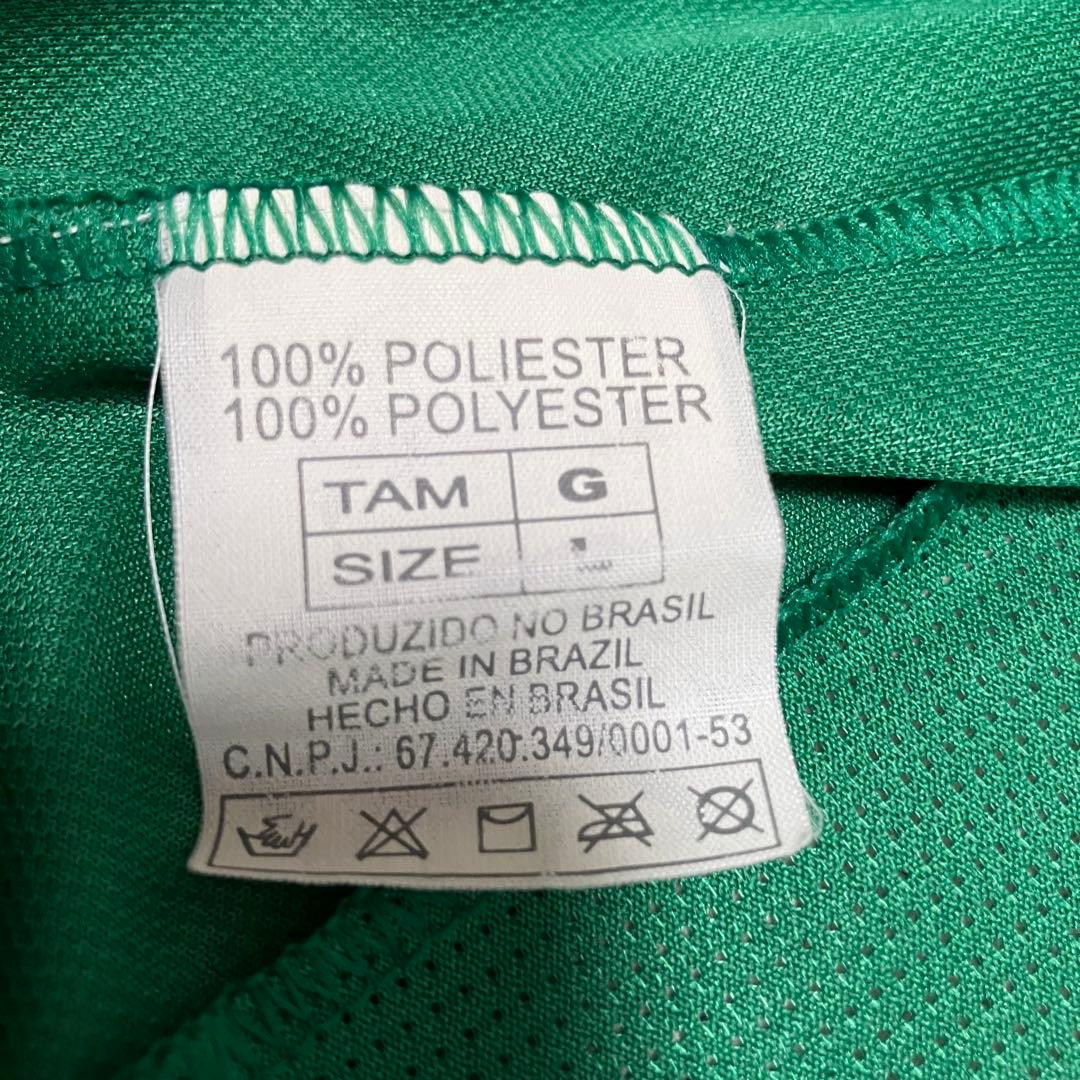 100% POLIESTER
100% POLYESTER
TAM G
SIZE
PRODUZIDO NO BRASIL
MADE IN BRAZIL
HECHO EN BRASIL
C.N.P.J.: 67.420.349/0001-53